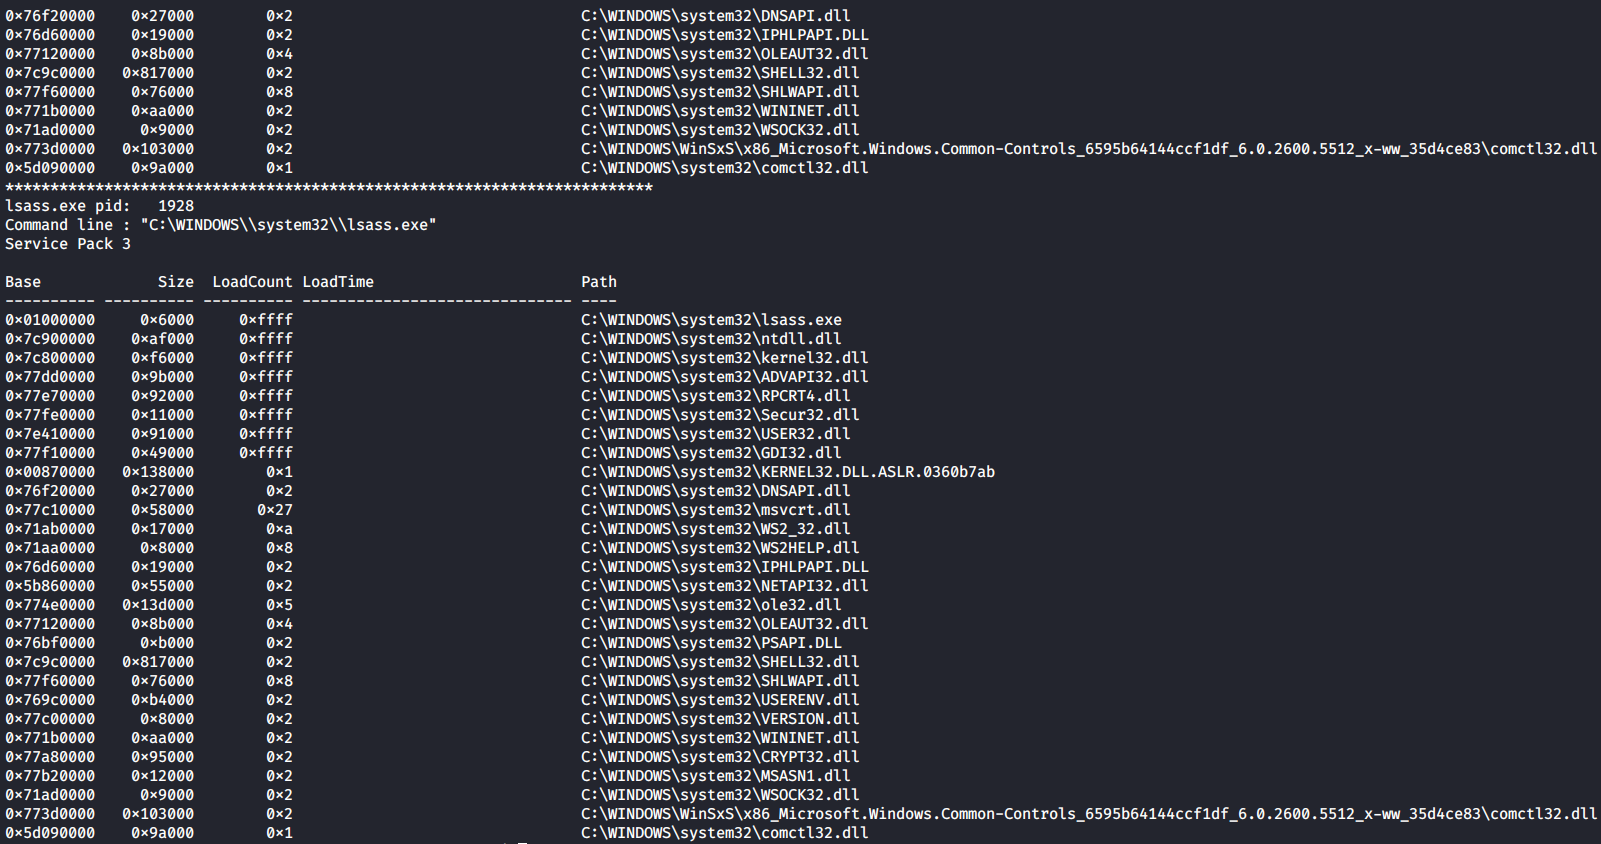 0x76f20000    0x27000        0x2                                C:\WINDOWS\system32\DNSAPI.dll
0x76d60000    0x19000        0x2                                C:\WINDOWS\system32\IPHLPAPI.DLL
0x77120000    0x8b000        0x4                                C:\WINDOWS\system32\OLEAUT32.dll
0x7c9c0000   0x817000        0x2                                C:\WINDOWS\system32\SHELL32.dll
0x77f60000    0x76000        0x8                                C:\WINDOWS\system32\SHLWAPI.dll
0x771b0000    0xaa000        0x2                                C:\WINDOWS\system32\WININET.dll
0x71ad0000     0x9000        0x2                                C:\WINDOWS\system32\WSOCK32.dll
0x773d0000   0x103000        0x2                                C:\WINDOWS\WinSxS\x86_Microsoft.Windows.Common-Controls_6595b64144ccf1df_6.0.2600.5512_x-ww_35d4ce83\comctl32.dll
0x5d090000    0x9a000        0x1                                C:\WINDOWS\system32\comctl32.dll
************************************************************************
lsass.exe pid:   1928
Command line : "C:\WINDOWS\\system32\\lsass.exe"
Service Pack 3
Base             Size  LoadCount LoadTime                       Path
---------- ---------- ---------- ------------------------------ ----
0x01000000     0x6000     0xffff                                C:\WINDOWS\system32\lsass.exe
0x7c900000    0xaf000     0xffff                                C:\WINDOWS\system32\ntdll.dll
0x7c800000    0xf6000     0xffff                                C:\WINDOWS\system32\kernel32.dll
0x77dd0000    0x9b000     0xffff                                C:\WINDOWS\system32\ADVAPI32.dll
0x77e70000    0x92000     0xffff                                C:\WINDOWS\system32\RPCRT4.dll
0x77fe0000    0x11000     0xffff                                C:\WINDOWS\system32\Secur32.dll
0x7e410000    0x91000     0xffff                                C:\WINDOWS\system32\USER32.dll
0x77f10000    0x49000     0xffff                                C:\WINDOWS\system32\GDI32.dll
0x00870000   0x138000        0x1                                C:\WINDOWS\system32\KERNEL32.DLL.ASLR.0360b7ab
0x76f20000    0x27000        0x2                                C:\WINDOWS\system32\DNSAPI.dll
0x77c10000    0x58000       0x27                                C:\WINDOWS\system32\msvcrt.dll
0x71ab0000    0x17000        0xa                                C:\WINDOWS\system32\WS2_32.dll
0x71aa0000     0x8000        0x8                                C:\WINDOWS\system32\WS2HELP.dll
0x76d60000    0x19000        0x2                                C:\WINDOWS\system32\IPHLPAPI.DLL
0x5b860000    0x55000        0x2                                C:\WINDOWS\system32\NETAPI32.dll
0x774e0000   0x13d000        0x5                                C:\WINDOWS\system32\ole32.dll
0x77120000    0x8b000        0x4                                C:\WINDOWS\system32\OLEAUT32.dll
0x76bf0000     0xb000        0x2                                C:\WINDOWS\system32\PSAPI.DLL
0x7c9c0000   0x817000        0x2                                C:\WINDOWS\system32\SHELL32.dll
0x77f60000    0x76000        0x8                                C:\WINDOWS\system32\SHLWAPI.dll
0x769c0000    0xb4000        0x2                                C:\WINDOWS\system32\USERENV.dll
0x77c00000     0x8000        0x2                                C:\WINDOWS\system32\VERSION.dll
0x771b0000    0xaa000        0x2                                C:\WINDOWS\system32\WININET.dll
0x77a80000    0x95000        0x2                                C:\WINDOWS\system32\CRYPT32.dll
0x77b20000    0x12000        0x2                                C:\WINDOWS\system32\MSASN1.dll
0x71ad0000     0x9000        0x2                                C:\WINDOWS\system32\WSOCK32.dll
0x773d0000   0x103000        0x2                                C:\WINDOWS\WinSxS\x86_Microsoft.Windows.Common-Controls_6595b64144ccf1df_6.0.2600.5512_x-ww_35d4ce83\comctl32.dll
0x5d090000    0x9a000        0x1                                C:\WINDOWS\system32\comctl32.dll